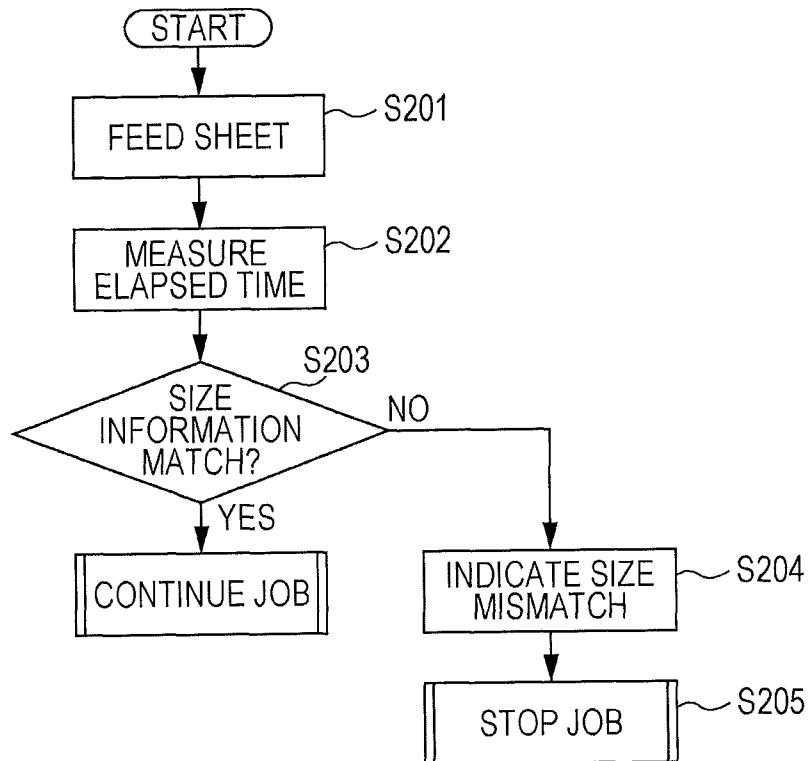 START
FEED SHEET
S201
MEASURE
ELAPSED TIME
S202
SIZE
INFORMATION
MATCH?
S203
NO
YES
CONTINUE JOB
INDICATE SIZE
MISMATCH
S204
STOP JOB
S205